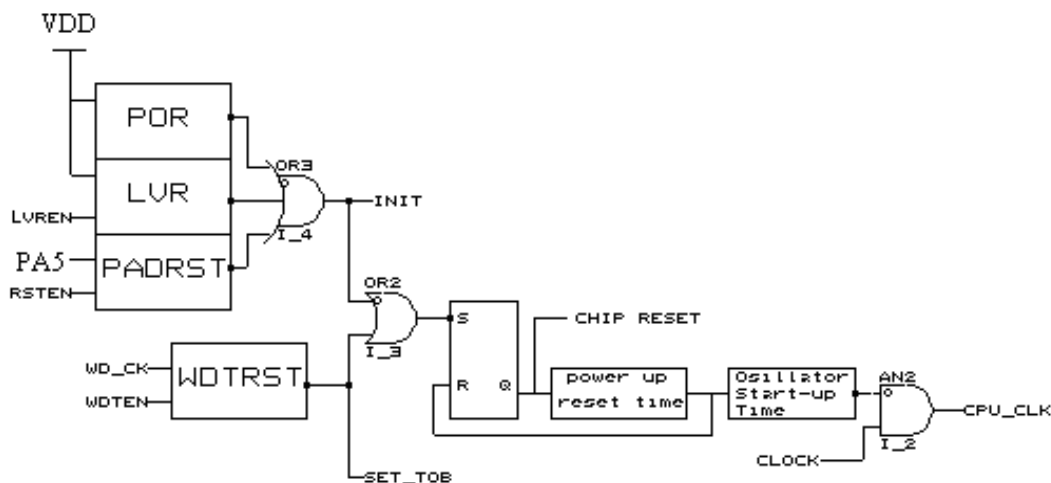 VDD
POR
OR3
LVR
INIT
LVREN
I_4
PA5
PADRST
RSTEN
OR2
S
CHIP RESET
I_3
WD_CK
WDTRST
WDTEN
R
Q
power up
reset time
Osillator
Start-up
Time
AN2
CPU_CLK
I_2
CLOCK
SET_TOB